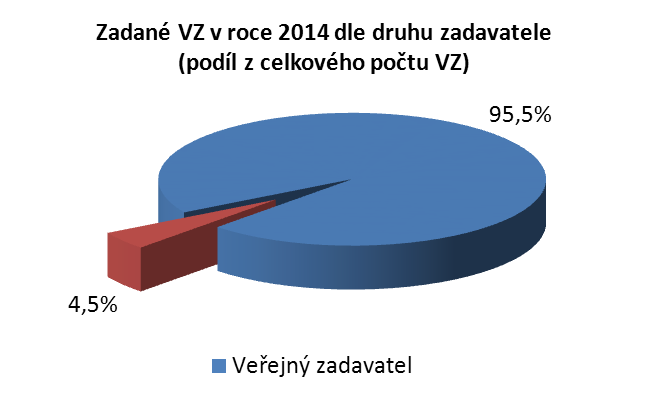 Zadané VZ v roce 2014 dle druhu zadavatele
(podíl z celkového počtu VZ)
95,5%
4,5%
Veřejný zadavatel